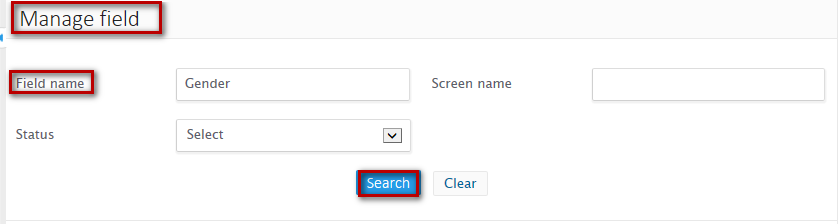 Manage field
Field name Gender Screen name
Status Select
Search Clear